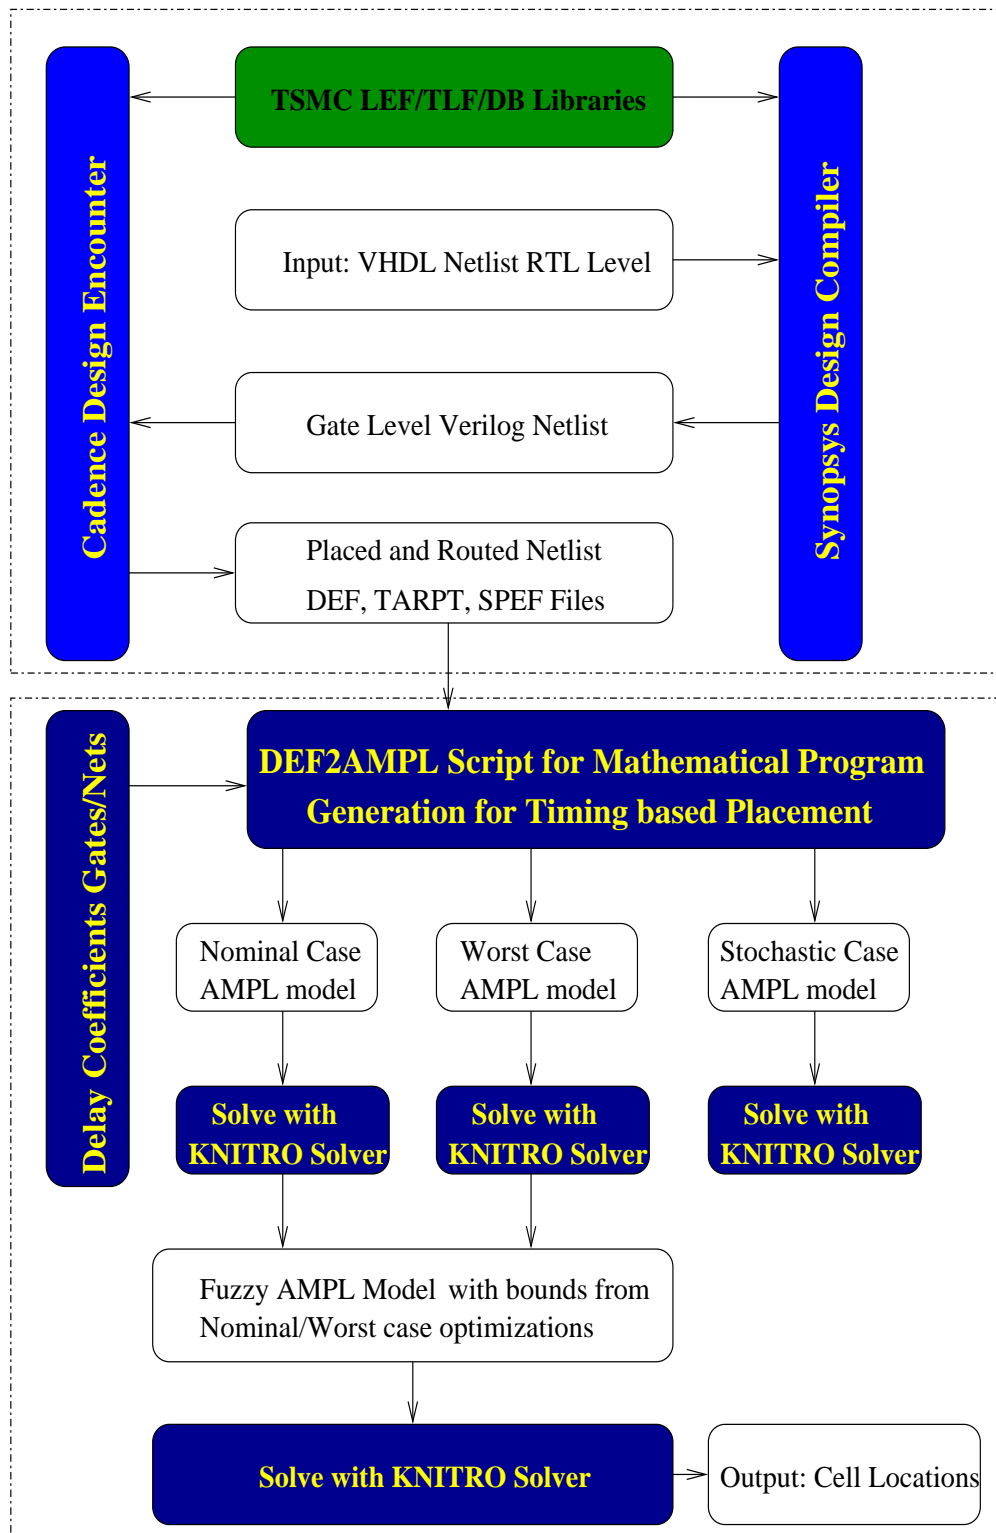 TSMC LEF/TLF/DB Libraries
Cadence Design Encounter
Synopsys Design Compiler
Input: VHDL Netlist RTL Level
Gate Level Verilog Netlist
Placed and Routed Netlist
DEF, TARPT, SPEF Files
Delay Coefficients Gates/Nets
DEF2AMPL Script for Mathematical Program
Generation for Timing based Placement
Nominal Case
AMPL model
Worst Case
AMPL model
Stochastic Case
AMPL model
Solve with
KNITRO Solver
Solve with
KNITRO Solver
Solve with
KNITRO Solver
Fuzzy AMPL Model with bounds from
Nominal/Worst case optimizations
Solve with KNITRO Solver
Output: Cell Locations